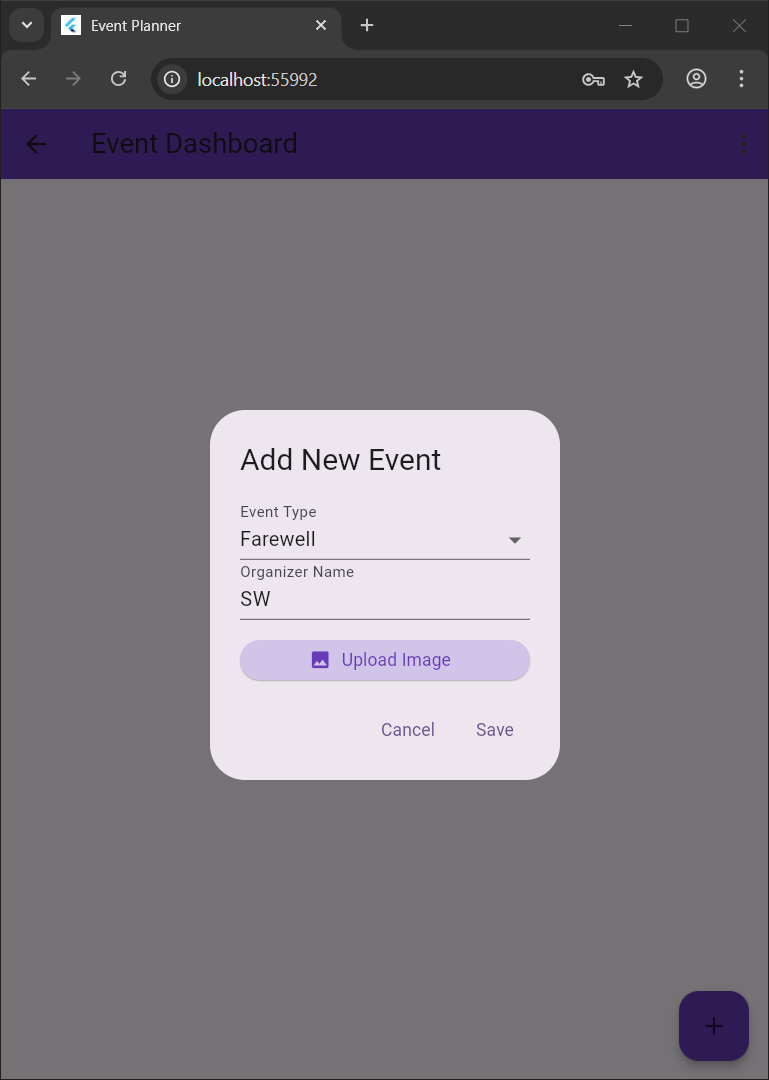 Event Planner
localhost:55992
Event Dashboard
Add New Event
Event Type
Farewell
Organizer Name
SW
Upload Image
Cancel Save